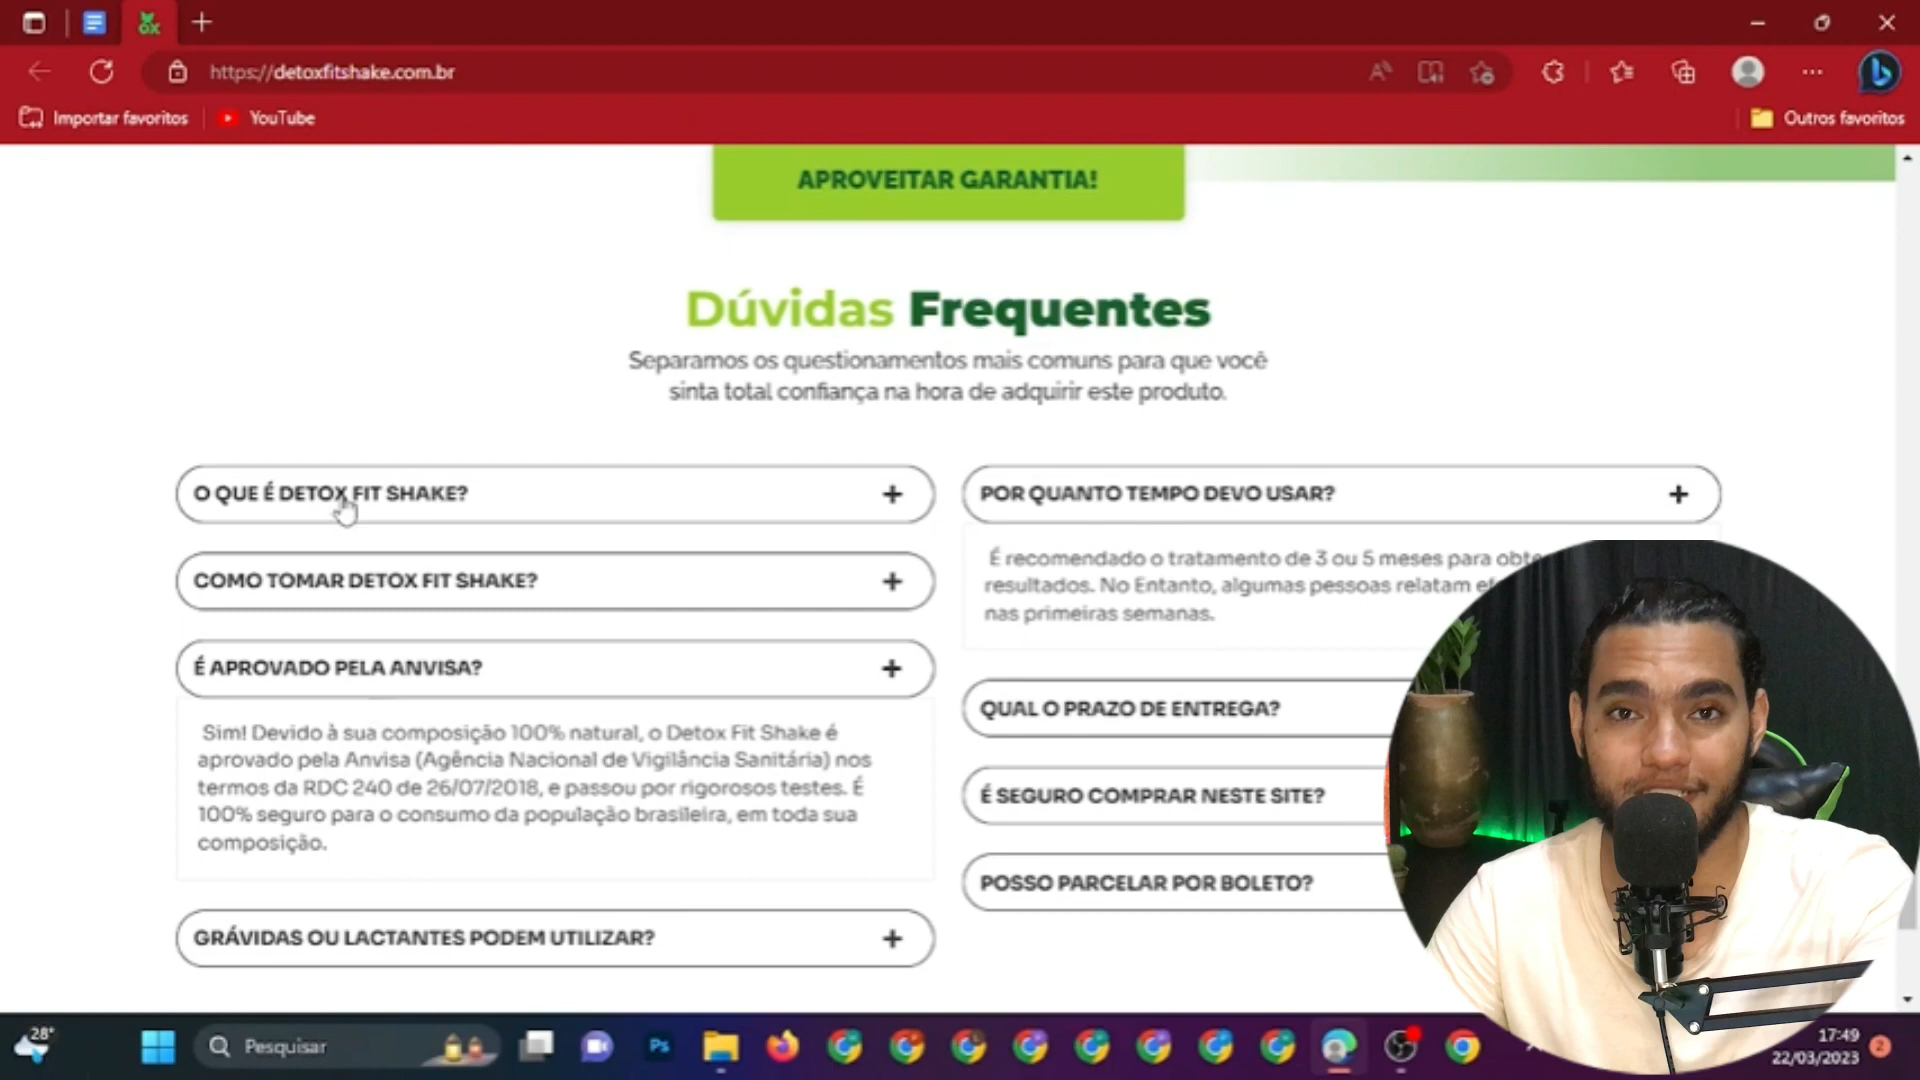 https://detoxfitshake.com.br
Importar favoritos
YouTube
Outros favoritos
APROVEITAR GARANTIA!
Dúvidas Frequentes
Separamos os questionamentos mais comuns para que você
sinta total confiança na hora de adquirir este produto.
O QUE É DETOX FIT SHAKE?
COMO TOMAR DETOX FIT SHAKE?
É APROVADO PELA ANVISA?
Sim! Devido à sua composição 100% natural, o Detox Fit Shake é
aprovado pela Anvisa (Agência Nacional de Vigilância Sanitária) nos
termos da RDC 240 de 26/07/2018, e passou por rigorosos testes. É
100% seguro para o consumo da população brasileira, em toda sua
composição.
GRÁVIDAS OU LACTANTES PODEM UTILIZAR?
POR QUANTO TEMPO DEVO USAR?
É recomendado o tratamento de 3 ou 5 meses para
resultados. No Entanto, algumas pessoas relatam
nas primeiras semanas.
QUAL O PRAZO DE ENTREGA?
É SEGURO COMPRAR NESTE SITE?
POSSO PARCELAR POR BOLETO?
28°
Pesquisar
Ps
17:49
22/03/2023
2